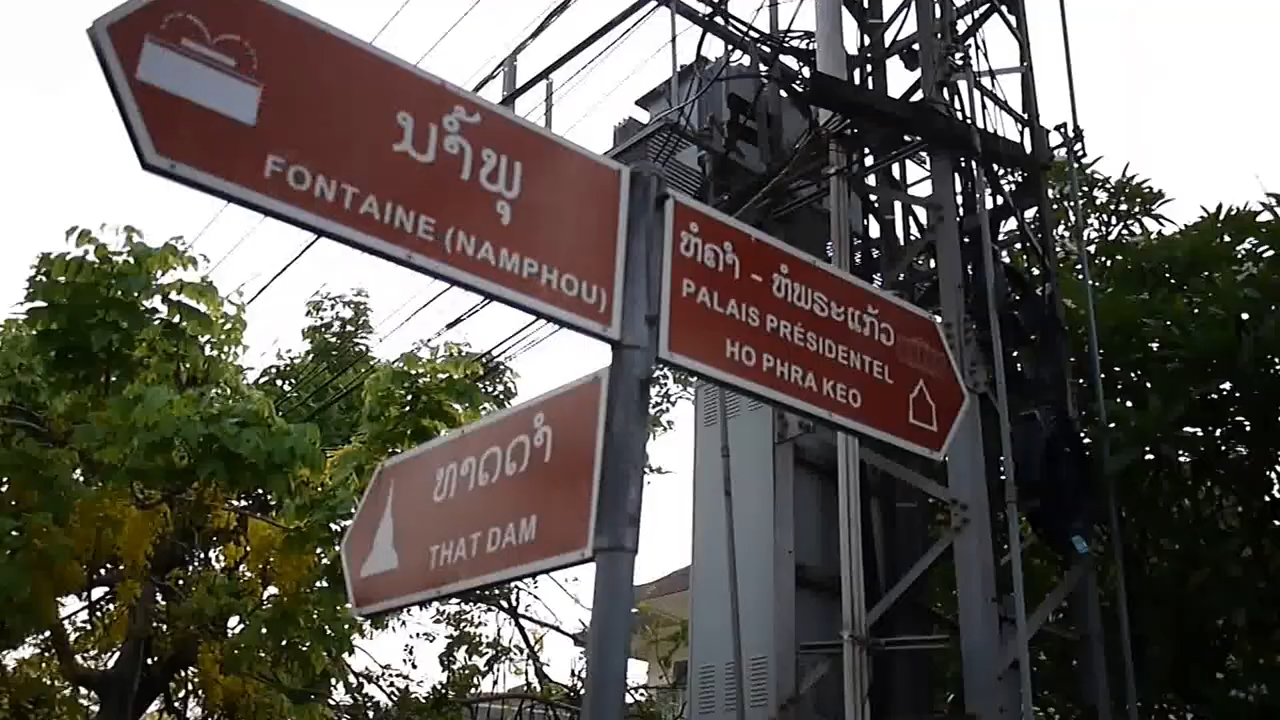 ນ້ຳພຸ
FONTAINE (NAMPHOU)
ຫໍຄຳ - ຫໍພຣະແກ້ວ
PALAIS PRÉSIDENTEL
HO PHRA KEO
ທາດດຳ
THAT DAM